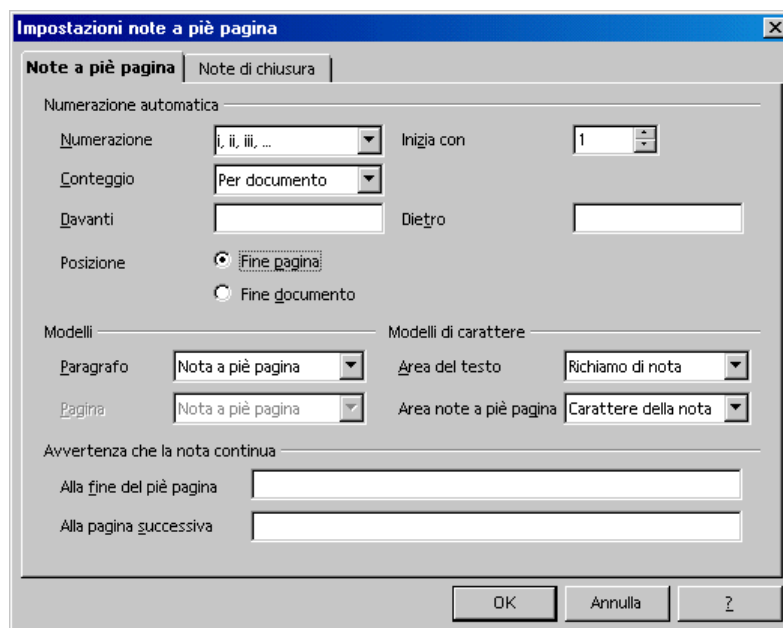 Impostazioni note a piè pagina
Note a piè pagina Note di chiusura
Numerazione automatica
Numerazione i, ii, iii, ... Inizia con 1
Conteggio Per documento
Davanti Dietro
Posizione Fine pagina
Fine documento
Modelli Modelli di carattere
Paragrafo Nota a piè pagina Area del testo Richiamo di nota
Pagina Nota a piè pagina Area note a piè pagina Carattere della nota
Avvertenza che la nota continua
Alla fine del piè pagina
Alla pagina successiva
OK Annulla ?